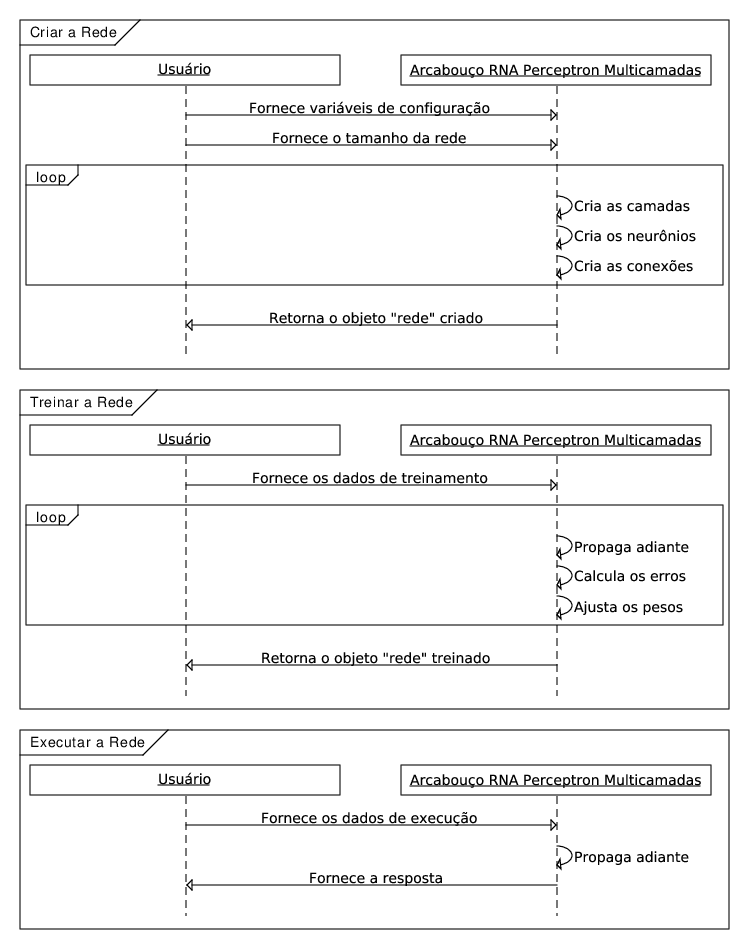 Criar a Rede
Usuário
Arcabouço RNA Perceptron Multicamadas
Fornece variáveis de configuração
Fornece o tamanho da rede
loop
Cria as camadas
Cria os neurônios
Cria as conexões
Retorna o objeto "rede" criado
Treinar a Rede
Usuário
Arcabouço RNA Perceptron Multicamadas
Fornece os dados de treinamento
loop
Propaga adiante
Calcula os erros
Ajusta os pesos
Retorna o objeto "rede" treinado
Executar a Rede
Usuário
Arcabouço RNA Perceptron Multicamadas
Fornece os dados de execução
Propaga adiante
Fornece a resposta